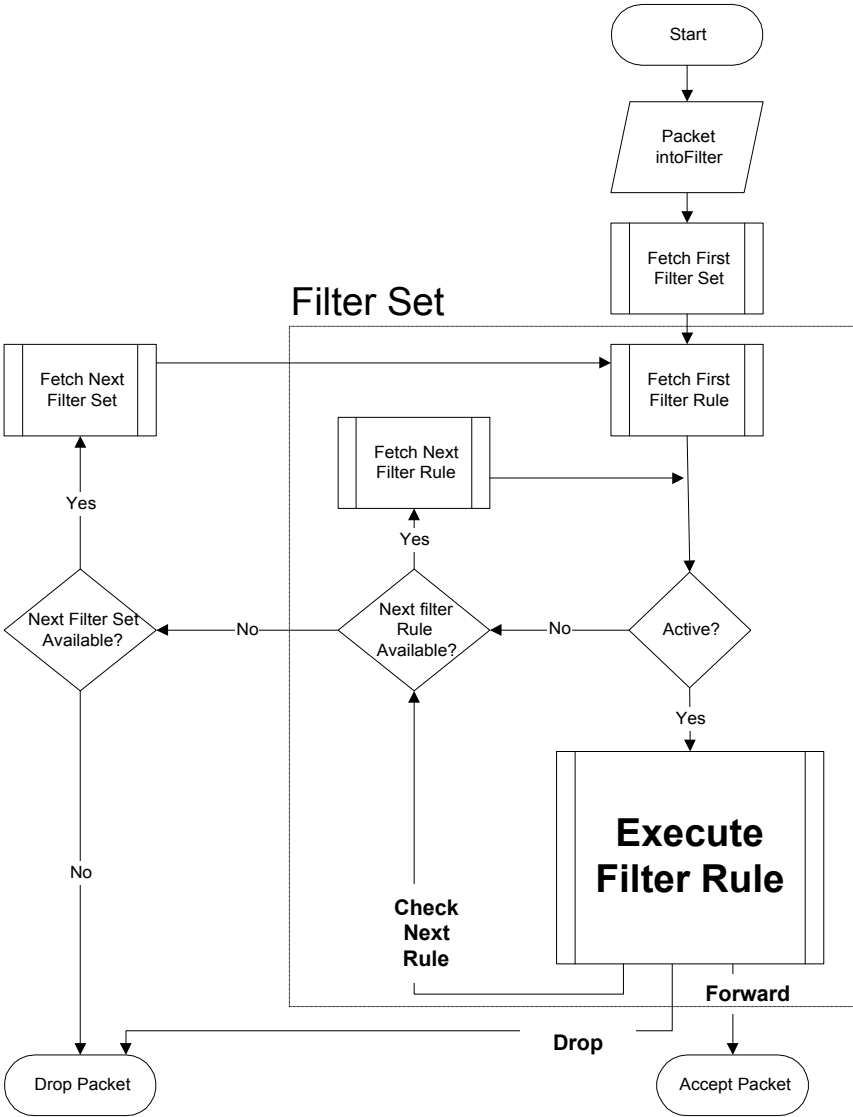 Start
Packet
intoFilter
Fetch First
Filter Set
Filter Set
Fetch Next
Filter Set
Fetch First
Filter Rule
Fetch Next
Filter Rule
Yes
Yes
Next Filter Set
Available?
No
Next filter
Rule
Available?
No
Active?
Yes
Execute
Filter Rule
No
Check
Next
Rule
Forward
Drop
Drop Packet
Accept Packet